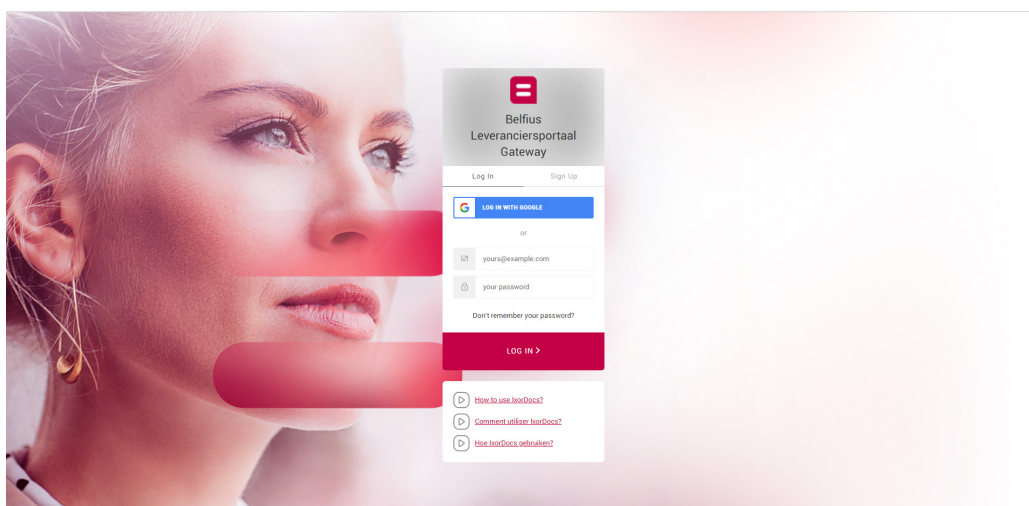 Belfius
Leveranciersportaal
Gateway
Log In Sign Up
LOG IN WITH GOOGLE
or
yours@example.com
your password
Don't remember your password?
LOG IN >
How to use IxorDocs?
Comment utiliser IxorDocs?
Hoe IxorDocs gebruiken?